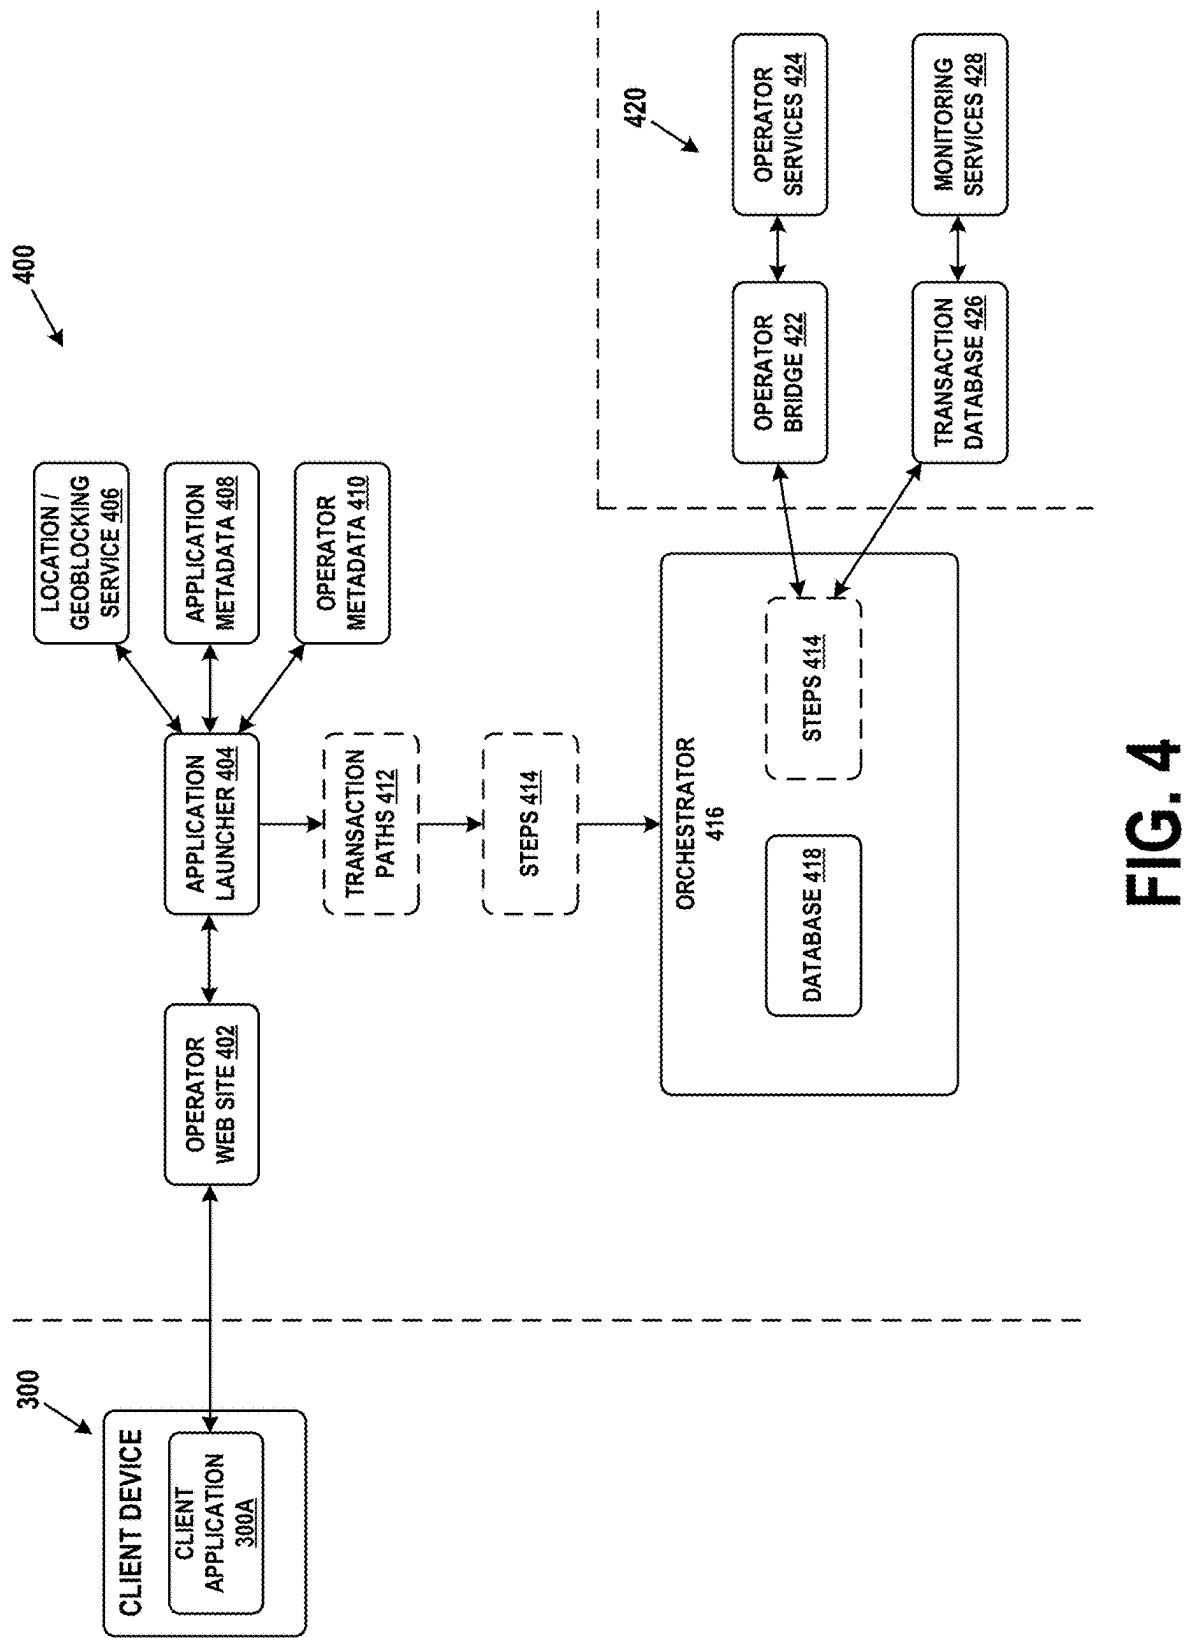 400
300
CLIENT DEVICE
CLIENT
APPLICATION
300A
OPERATOR
WEB SITE 402
APPLICATION
LAUNCHER 404
LOCATION /
GEOBLOCKING
SERVICE 406
APPLICATION
METADATA 408
OPERATOR
METADATA 410
TRANSACTION
PATHS 412
STEPS 414
ORCHESTRATOR
416
DATABASE 418
STEPS 414
420
OPERATOR
BRIDGE 422
OPERATOR
SERVICES 424
TRANSACTION
DATABASE 426
MONITORING
SERVICES 428
FIG. 4